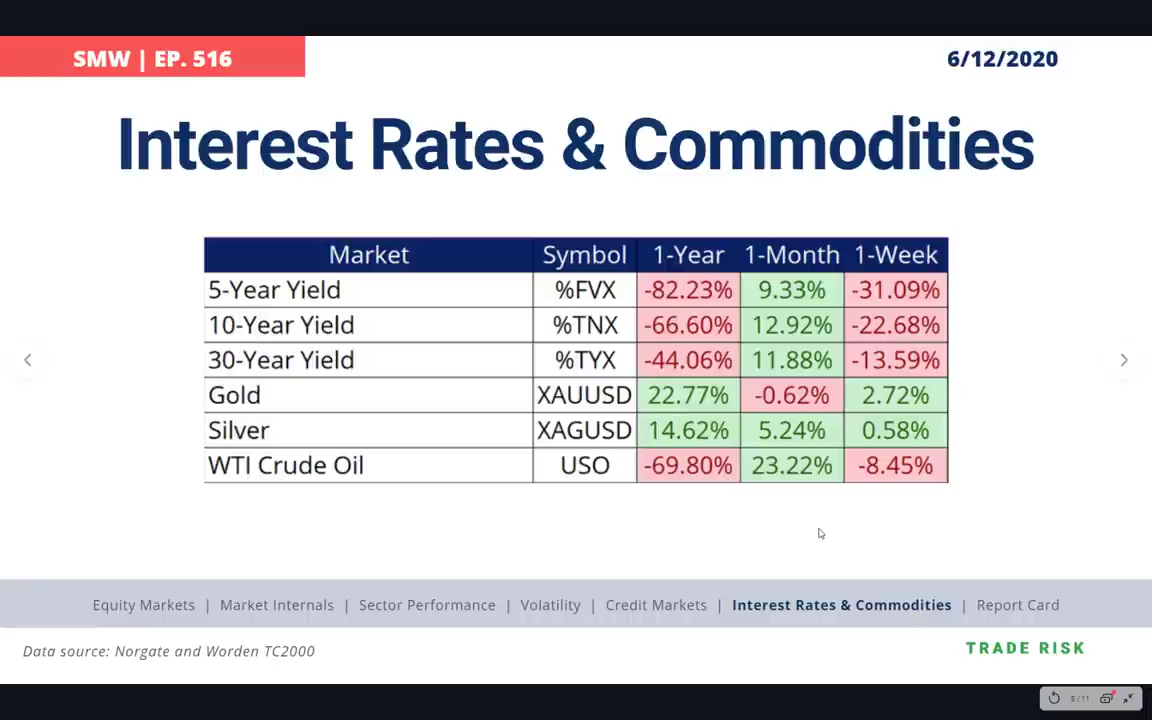 SMW | EP. 516
6/12/2020
Interest Rates & Commodities
Market Symbol 1-Year 1-Month 1-Week
5-Year Yield %FVX -82.23% 9.33% -31.09%
10-Year Yield %TNX -66.60% 12.92% -22.68%
30-Year Yield %TYX -44.06% 11.88% -13.59%
Gold XAUUSD 22.77% -0.62% 2.72%
Silver XAGUSD 14.62% 5.24% 0.58%
WTI Crude Oil USO -69.80% 23.22% -8.45%
Equity Markets | Market Internals | Sector Performance | Volatility | Credit Markets | Interest Rates & Commodities | Report Card
Data source: Norgate and Worden TC2000
TRADE RISK